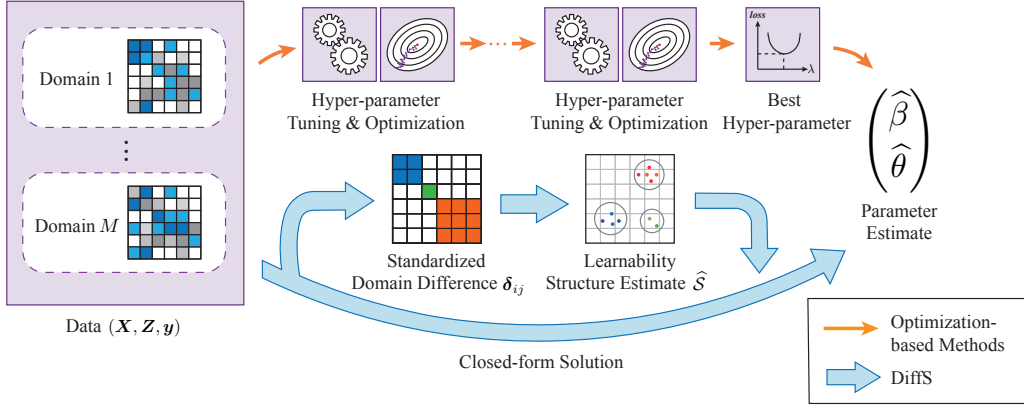 Domain 1
⋮
Domain M
Data (X, Z, y)
Hyper-parameter
Tuning & Optimization
······
Hyper-parameter
Tuning & Optimization
loss
λ
Best
Hyper-parameter
β̂
θ̂
Parameter
Estimate
Standardized
Domain Difference δᵢⱼ
Learnability
Structure Estimate Ŝ
Closed-form Solution
Optimization-
based Methods
DiffS